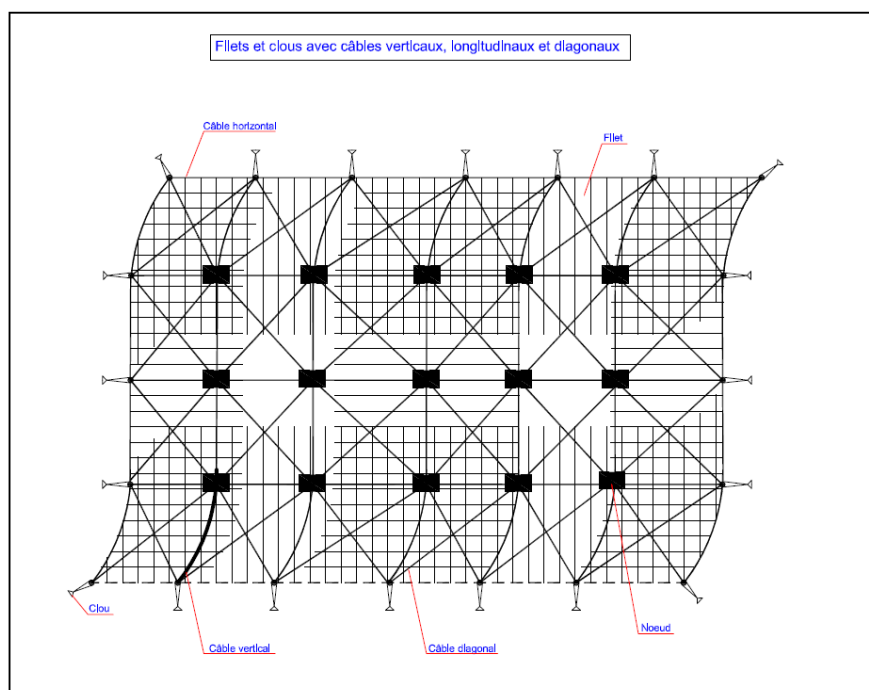 Filets et clous avec câbles verticaux, longitudinaux et diagonaux
Câble horizontal
Filet
Clou
Câble vertical
Câble diagonal
Noeud